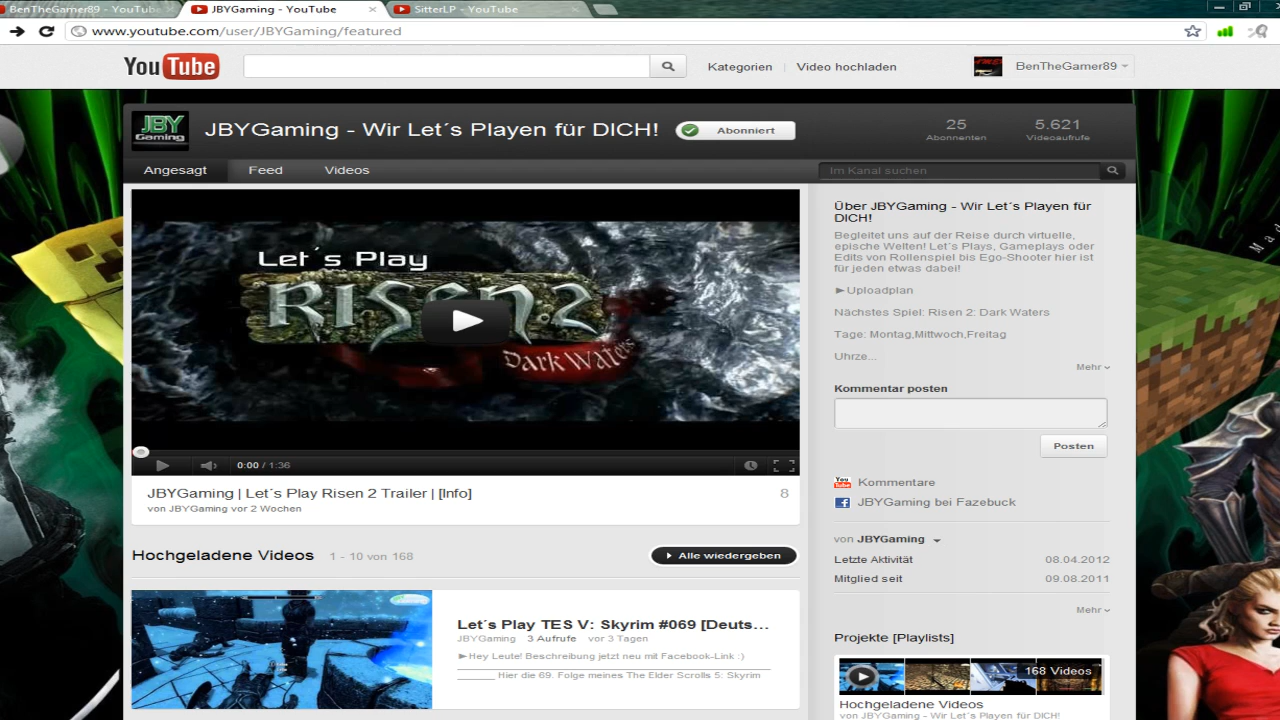 BenTheGamer89 - YouTube
JBYGaming - YouTube
SitterLP - YouTube
www.youtube.com/user/JBYGaming/featured
YouTube
Kategorien
Video hochladen
BenTheGamer89
JBY Gaming
JBYGaming - Wir Let´s Playen für DICH!
Abonniert
25
Abonnenten
5.621
Videoaufrufe
Angesagt
Feed
Videos
Im Kanal suchen
Let´s Play
RISEN 2
Dark Waters
0:00 / 1:36
JBYGaming | Let´s Play Risen 2 Trailer | [Info]
8
von JBYGaming vor 2 Wochen
Hochgeladene Videos
1 - 10 von 168
Alle wiedergeben
Let´s Play TES V: Skyrim #069 [Deuts...
JBYGaming 3 Aufrufe vor 3 Tagen
►Hey Leute! Beschreibung jetzt neu mit Facebook-Link :)
Hier die 69. Folge meines The Elder Scrolls 5: Skyrim
Über JBYGaming - Wir Let´s Playen für
DICH!
Begleitet uns auf der Reise durch virtuelle,
epische Welten! Let´s Plays, Gameplays oder
Edits von Rollenspiel bis Ego-Shooter hier ist
für jeden etwas dabei!
►Uploadplan
Nächstes Spiel: Risen 2: Dark Waters
Tage: Montag,Mittwoch,Freitag
Uhrze...
Mehr
Kommentar posten
Posten
You Tube
Kommentare
JBYGaming bei Fazebuck
von JBYGaming
Letzte Aktivität
08.04.2012
Mitglied seit
09.08.2011
Mehr
Projekte [Playlists]
168 Videos
Hochgeladene Videos
von JBYGaming - Wir Let´s Playen für DICH!
M a d